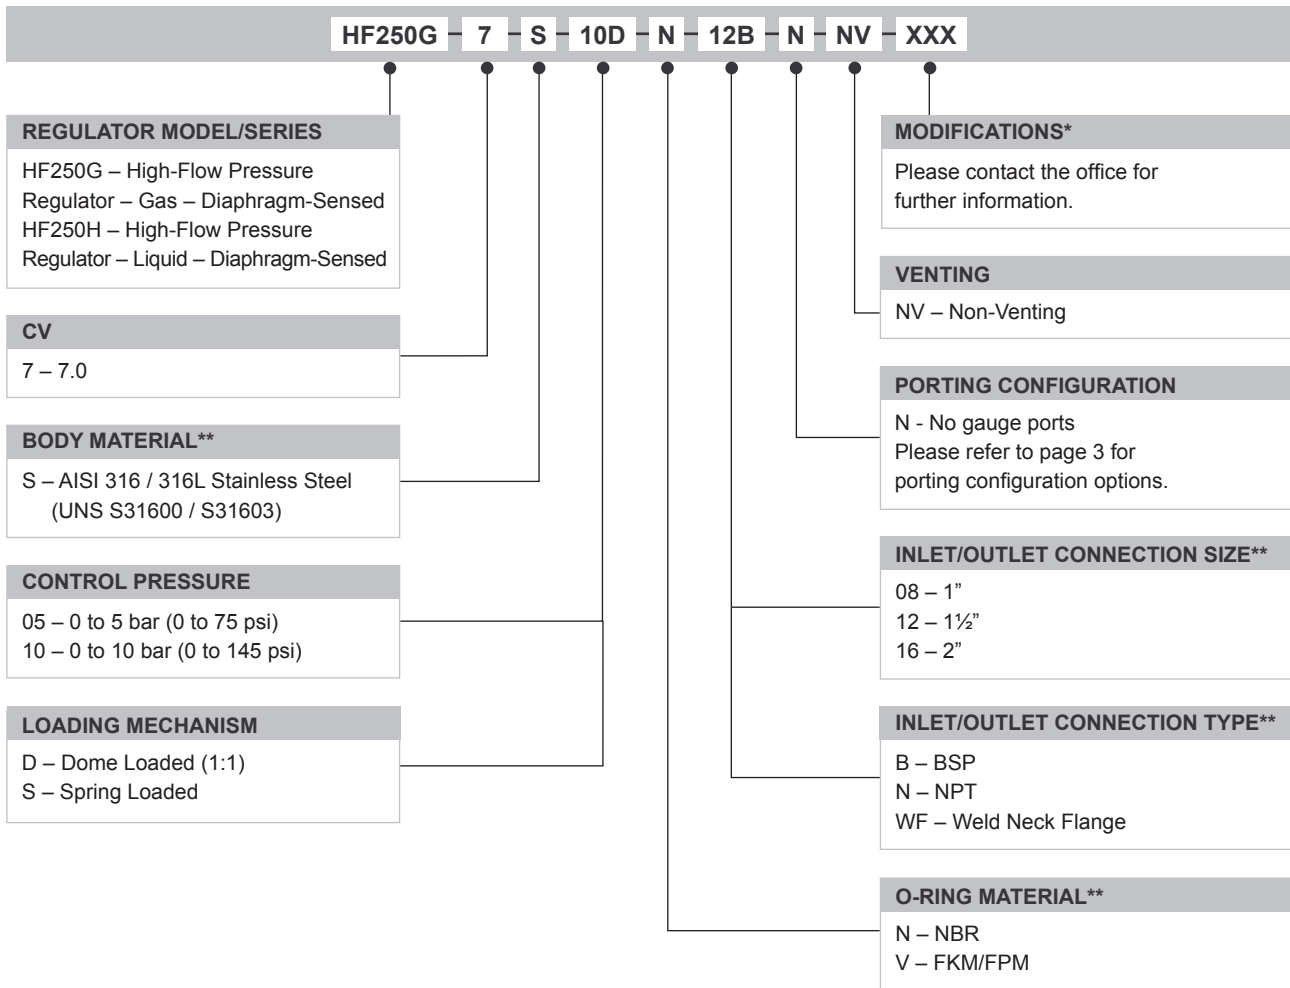 HF250G – 7 – S – 10D – N – 12B – N – NV – XXX
REGULATOR MODEL/SERIES
HF250G – High-Flow Pressure
Regulator – Gas – Diaphragm-Sensed
HF250H – High-Flow Pressure
Regulator – Liquid – Diaphragm-Sensed
CV
7 – 7.0
BODY MATERIAL**
S – AISI 316 / 316L Stainless Steel
(UNS S31600 / S31603)
CONTROL PRESSURE
05 – 0 to 5 bar (0 to 75 psi)
10 – 0 to 10 bar (0 to 145 psi)
LOADING MECHANISM
D – Dome Loaded (1:1)
S – Spring Loaded
MODIFICATIONS*
Please contact the office for
further information.
VENTING
NV – Non-Venting
PORTING CONFIGURATION
N - No gauge ports
Please refer to page 3 for
porting configuration options.
INLET/OUTLET CONNECTION SIZE**
08 – 1”
12 – 1½”
16 – 2”
INLET/OUTLET CONNECTION TYPE**
B – BSP
N – NPT
WF – Weld Neck Flange
O-RING MATERIAL**
N – NBR
V – FKM/FPM